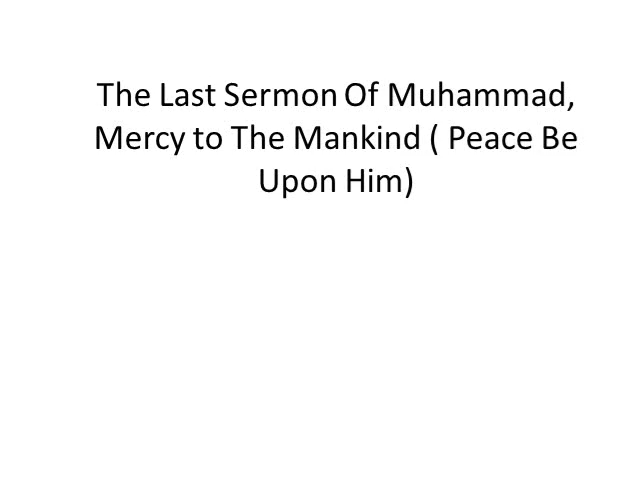 The Last Sermon Of Muhammad,
Mercy to The Mankind ( Peace Be
Upon Him)